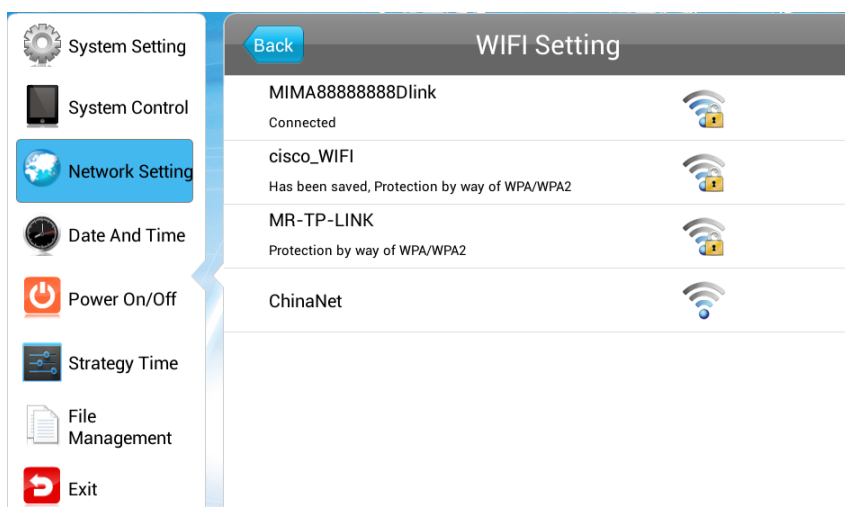 System Setting
System Control
Network Setting
Date And Time
Power On/Off
Strategy Time
File
Management
Exit
Back
WIFI Setting
MIMA88888888Dlink
Connected
cisco_WIFI
Has been saved, Protection by way of WPA/WPA2
MR-TP-LINK
Protection by way of WPA/WPA2
ChinaNet